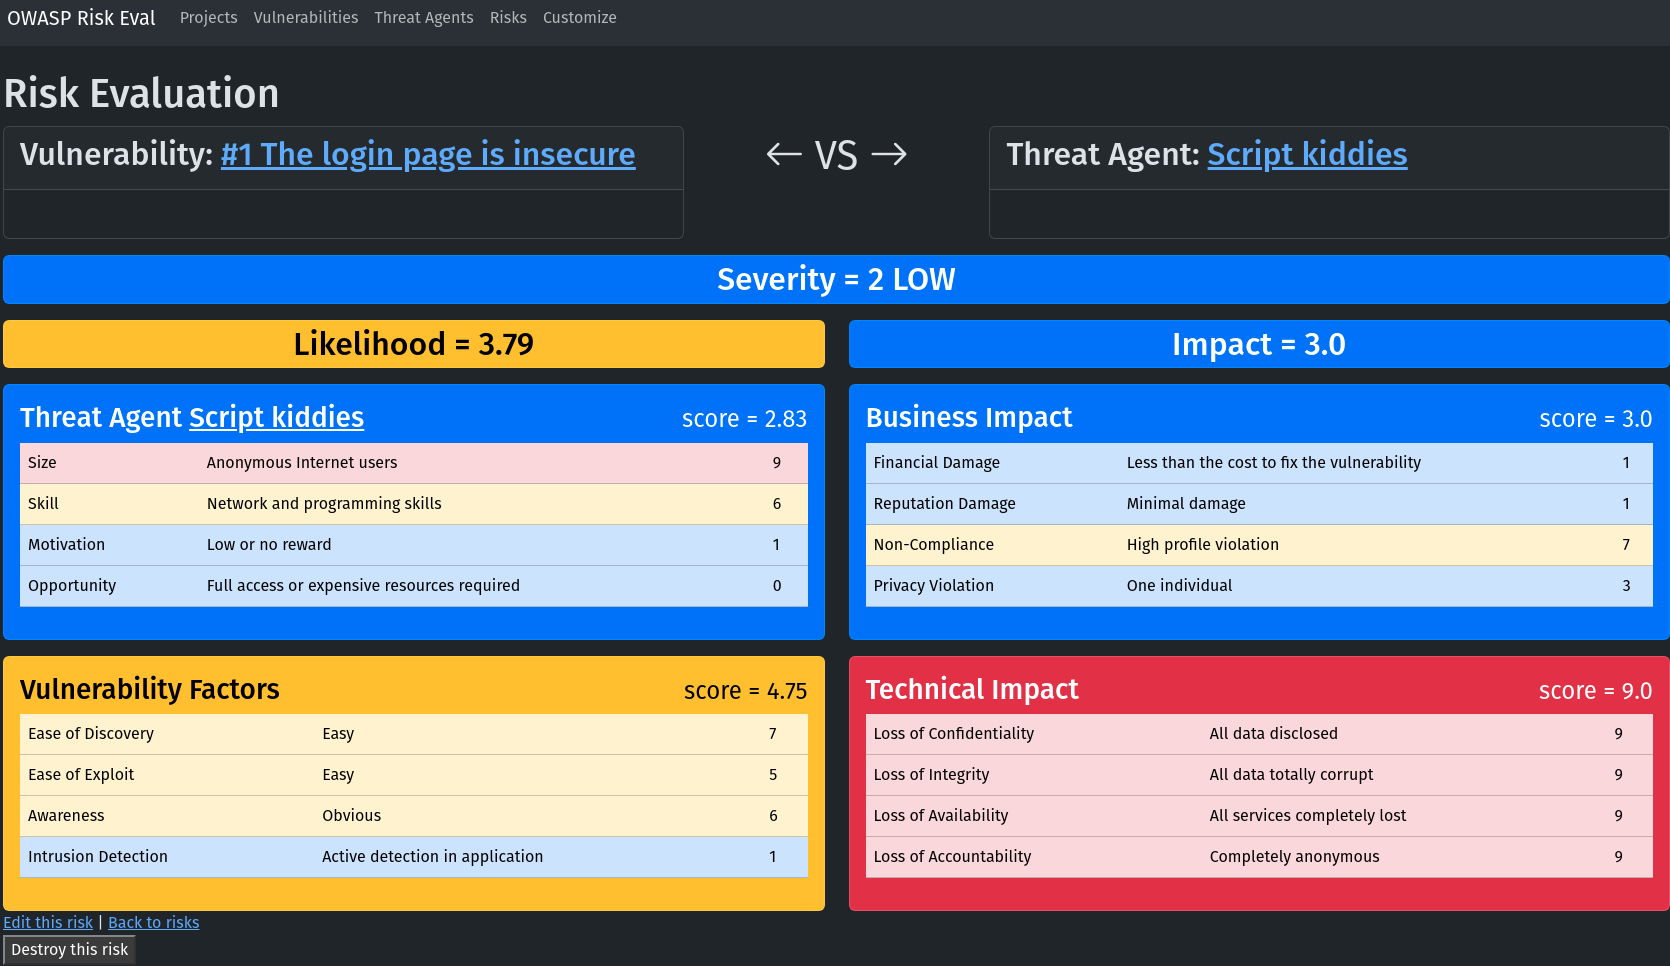 OWASP Risk Eval Projects Vulnerabilities Threat Agents Risks Customize
Risk Evaluation
Vulnerability: #1 The login page is insecure
← VS →
Threat Agent: Script kiddies
Severity = 2 LOW
Likelihood = 3.79
Impact = 3.0
Threat Agent Script kiddies score = 2.83
Size Anonymous Internet users 9
Skill Network and programming skills 6
Motivation Low or no reward 1
Opportunity Full access or expensive resources required 0
Business Impact score = 3.0
Financial Damage Less than the cost to fix the vulnerability 1
Reputation Damage Minimal damage 1
Non-Compliance High profile violation 7
Privacy Violation One individual 3
Vulnerability Factors score = 4.75
Ease of Discovery Easy 7
Ease of Exploit Easy 5
Awareness Obvious 6
Intrusion Detection Active detection in application 1
Technical Impact score = 9.0
Loss of Confidentiality All data disclosed 9
Loss of Integrity All data totally corrupt 9
Loss of Availability All services completely lost 9
Loss of Accountability Completely anonymous 9
Edit this risk | Back to risks
Destroy this risk